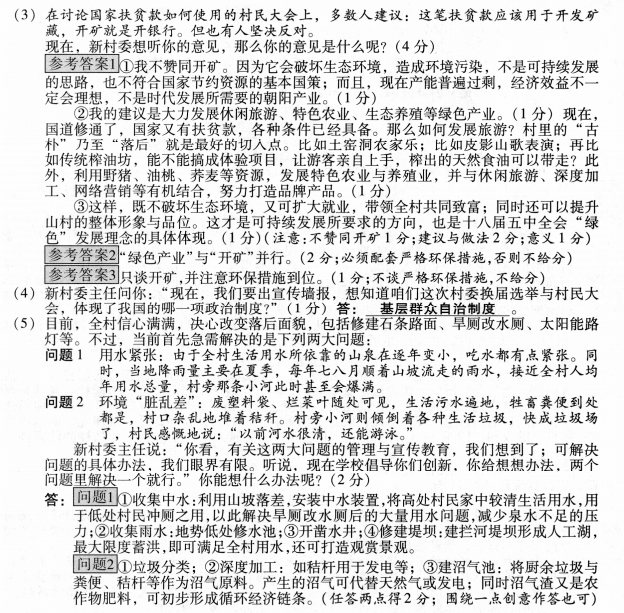 (3) 在讨论国家扶贫款如何使用的村民大会上，多数人建议：这笔扶贫款应该用于开发矿
藏，开矿就是开银行。但也有人坚决反对。
现在，新村委想听你的意见，那么你的意见是什么呢？(4 分)
参考答案1①我不赞同开矿。因为它会破坏生态环境，造成环境污染，不是可持续发展
的思路，也不符合国家节约资源的基本国策；而且，现在产能普遍过剩，经济效益不一
定会理想，不是时代发展所需要的朝阳产业。(1 分)
②我的建议是大力发展休闲旅游、特色农业、生态养殖等绿色产业。(1 分) 现在，
国道修通了，国家又有扶贫款，各种条件已经具备。那么如何发展旅游？村里的“古
朴”乃至“落后”就是最好的切入点。比如土窑洞农家乐；比如皮影山歌表演；再比
如传统榨油坊，能不能搞成体验项目，让游客亲自上手，榨出的天然食油可以带走？此
外，利用野猪、油桃、荞麦等资源，发展特色农业与养殖业，并与休闲旅游、深度加
工、网络营销等有机结合，努力打造品牌产品。(1 分)
③这样，既不破坏生态环境，又可扩大就业，带领全村共同致富；同时还可以提升
山村的整体形象与品位。这才是可持续发展所要求的方向，也是十八届五中全会“绿
色”发展理念的具体体现。(1 分)(注意：不赞同开矿 1 分；建议与做法 2 分；意义 1 分)
参考答案2“绿色产业”与“开矿”并行。(2 分；必须配套严格环保措施，否则不给分)
参考答案3只谈开矿，并注意环保措施到位。(1 分；不谈严格环保措施，不给分)
(4) 新村委主任问你：“现在，我们要出宣传墙报，想知道咱们这次村委换届选举与村民大
会，体现了我国的哪一项政治制度？”(1 分) 答： 基层群众自治制度 。
(5) 目前，全村信心满满，决心改变落后面貌，包括修建石条路面、旱厕改水厕、太阳能路
灯等。不过，当前首先急需解决的是下列两大问题：
问题 1 用水紧张：由于全村生活用水所依靠的山泉在逐年变小，吃水都有点紧张。同
时，当地降雨量主要在夏季，每年七八月顺着山坡流走的雨水，接近全村人均
年用水总量，村旁那条小河此时甚至会爆满。
问题 2 环境“脏乱差”：废塑料袋、烂菜叶随处可见，生活污水遍地，牲畜粪便到处
都是，村口杂乱地堆着秸秆。村旁小河则倾倒着各种生活垃圾，快成垃圾场
了，村民感慨地说：“以前河水很清，还能游泳。”
新村委主任说：“你看，有关这两大问题的管理与宣传教育，我们想到了；可解决
问题的具体办法，我们眼界有限。听说，现在学校倡导你们创新，你给想想办法，两个
问题里解决一个就行。”你能想什么办法呢？(2 分)
答：问题1①收集中水：利用山坡落差，安装中水装置，将高处村民家中较清生活用水，用
于低处村民冲厕之用，以此解决旱厕改水厕后的大量用水问题，减少泉水不足的压
力；②收集雨水：地势低处修水池；③开凿水井；④修建堤坝：建拦河堤坝形成人工湖，
最大限度蓄洪，即可满足全村用水，还可打造观赏景观。
问题2①垃圾分类；②深度加工：如秸秆用于发电等；③建沼气池：将厨余垃圾与
粪便、秸秆等作为沼气原料。产生的沼气可代替天然气或发电；同时沼气渣又是农
作物肥料，可初步形成循环经济链条。(任答两点得 2 分；围绕一点创意作答也可)